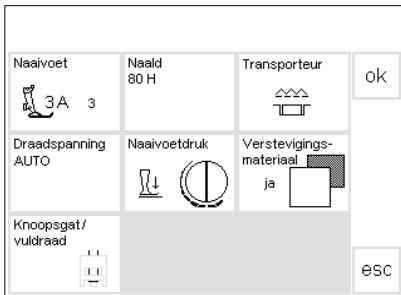 Naaivoet
3A 3
Naald
80 H
Transporteur
ok
Draadspanning
AUTO
Naaivoetdruk
Verstevigings-
materiaal
ja
Knoopsgat/
vuldraad
esc